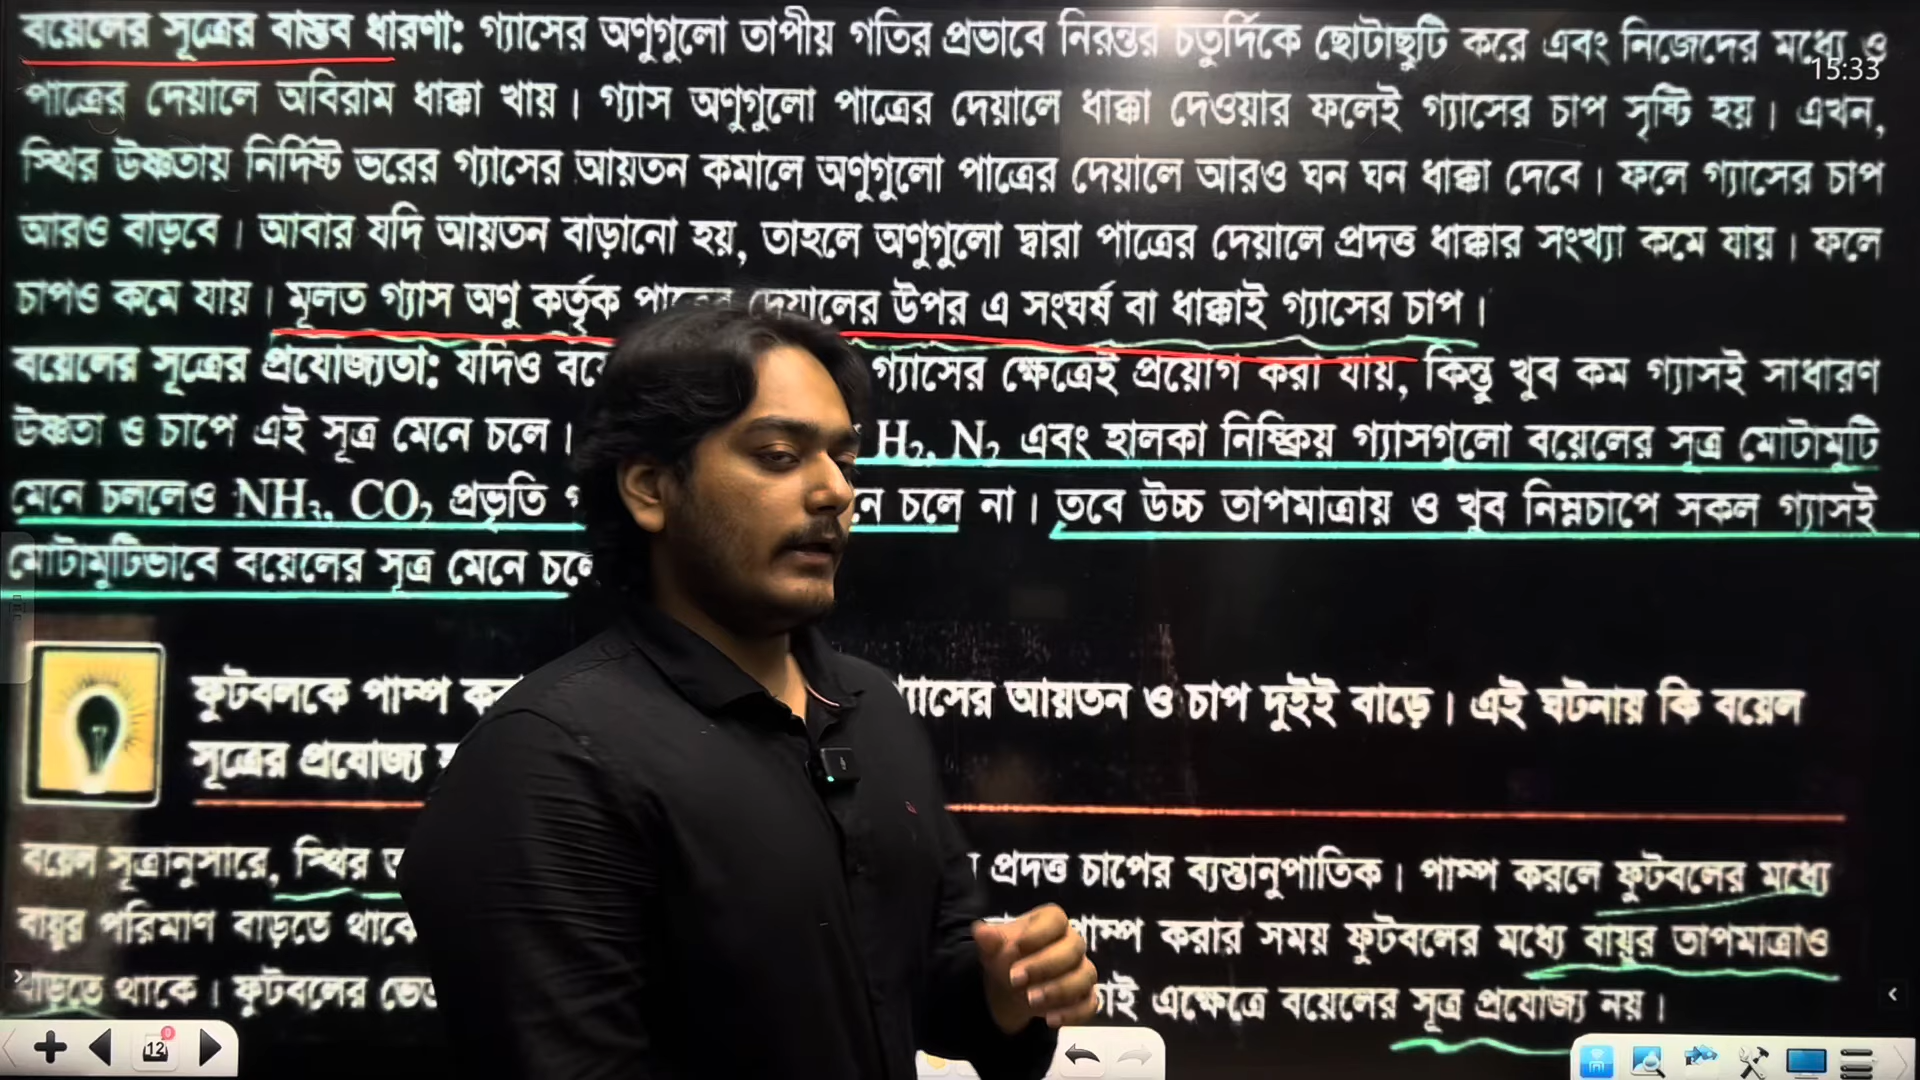 বয়েলের সূত্রের বাস্তব ধারণা: গ্যাসের অণুগুলো তাপীয় গতির প্রভাবে নিরন্তর চতুর্দিকে ছোটাছুটি করে এবং নিজেদের মধ্যে ও
15:33
পাত্রের দেয়ালে অবিরাম ধাক্কা খায়। গ্যাস অণুগুলো পাত্রের দেয়ালে ধাক্কা দেওয়ার ফলেই গ্যাসের চাপ সৃষ্টি হয়। এখন,
স্থির উষ্ণতায় নির্দিষ্ট ভরের গ্যাসের আয়তন কমালে অণুগুলো পাত্রের দেয়ালে আরও ঘন ঘন ধাক্কা দেবে। ফলে গ্যাসের চাপ
আরও বাড়বে। আবার যদি আয়তন বাড়ানো হয়, তাহলে অণুগুলো দ্বারা পাত্রের দেয়ালে প্রদত্ত ধাক্কার সংখ্যা কমে যায়। ফলে
চাপও কমে যায়। মূলত গ্যাস অণু কর্তৃক পাত্রের দেয়ালের উপর এ সংঘর্ষ বা ধাক্কাই গ্যাসের চাপ।
বয়েলের সূত্রের প্রযোজ্যতা: যদিও গ্যাসের ক্ষেত্রেই প্রয়োগ করা যায়, কিন্তু খুব কম গ্যাসই সাধারণ
উষ্ণতা ও চাপে এই সূত্র মেনে চলে। H₂, N₂ এবং হালকা নিষ্ক্রিয় গ্যাসগুলো বয়েলের সূত্র মোটামুটি
মেনে চললেও NH₃, CO₂ প্রভৃতি চলে না। তবে উচ্চ তাপমাত্রায় ও খুব নিম্নচাপে সকল গ্যাসই
মোটামুটিভাবে বয়েলের সূত্র মেনে চলে
ফুটবলকে পাম্প গ্যাসের আয়তন ও চাপ দুইই বাড়ে। এই ঘটনায় কি বয়েল
সূত্রের প্রযোজ্য
বয়েল সূত্রানুসারে, স্থির প্রদত্ত চাপের ব্যস্তানুপাতিক। পাম্প করলে ফুটবলের মধ্যে
বায়ুর পরিমাণ বাড়তে থাকে পাম্প করার সময় ফুটবলের মধ্যে বায়ুর তাপমাত্রাও
বাড়তে থাকে। ফুটবলের তাই এক্ষেত্রে বয়েলের সূত্র প্রযোজ্য নয়।
12
0